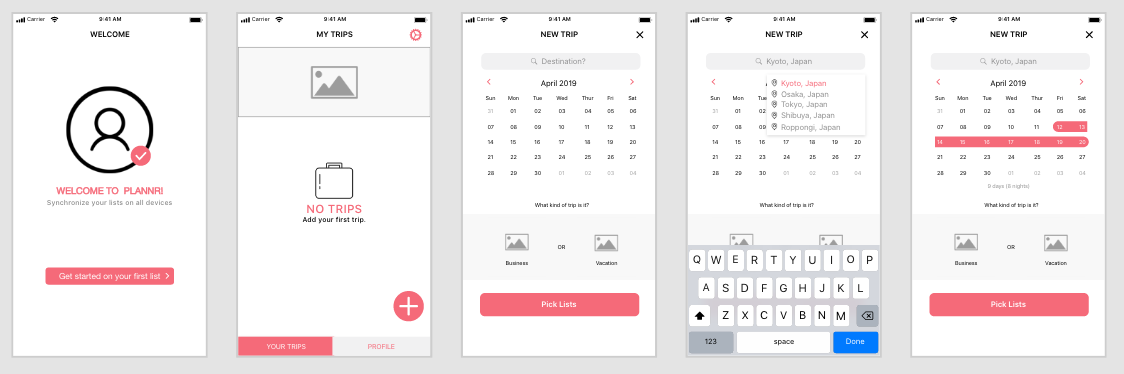 Carrier 9:41 AM
WELCOME
WELCOME TO PLANNR!
Synchronize your lists on all devices
Get started on your first list
Carrier 9:41 AM
MY TRIPS
NO TRIPS
Add your first trip.
YOUR TRIPS PROFILE
Carrier 9:41 AM
NEW TRIP
Destination?
April 2019
Sun Mon Tue Wed Thur Fri Sat
31 01 02 03 04 05 06
07 08 09 10 11 12 13
14 15 16 17 18 19 20
21 22 23 24 25 26 27
28 29 30 01 02 03 04
What kind of trip is it?
OR
Business Vacation
Pick Lists
Carrier 9:41 AM
NEW TRIP
Kyoto, Japan
Kyoto, Japan
Osaka, Japan
Tokyo, Japan
Shibuya, Japan
Roppongi, Japan
Sun Mon Tue Wed
31 01 02 03
07 08 09
14 15 16 17 18 19 20
21 22 23 24 25 26 27
28 29 30 01 02 03 04
What kind of trip is it?
Q W E R T Y U I O P
A S D F G H J K L
Z X C V B N M
123 space Done
Carrier 9:41 AM
NEW TRIP
Kyoto, Japan
April 2019
Sun Mon Tue Wed Thur Fri Sat
31 01 02 03 04 05 06
07 08 09 10 11 12 13
14 15 16 17 18 19 20
21 22 23 24 25 26 27
28 29 30 01 02 03 04
9 days (8 nights)
What kind of trip is it?
OR
Business Vacation
Pick Lists